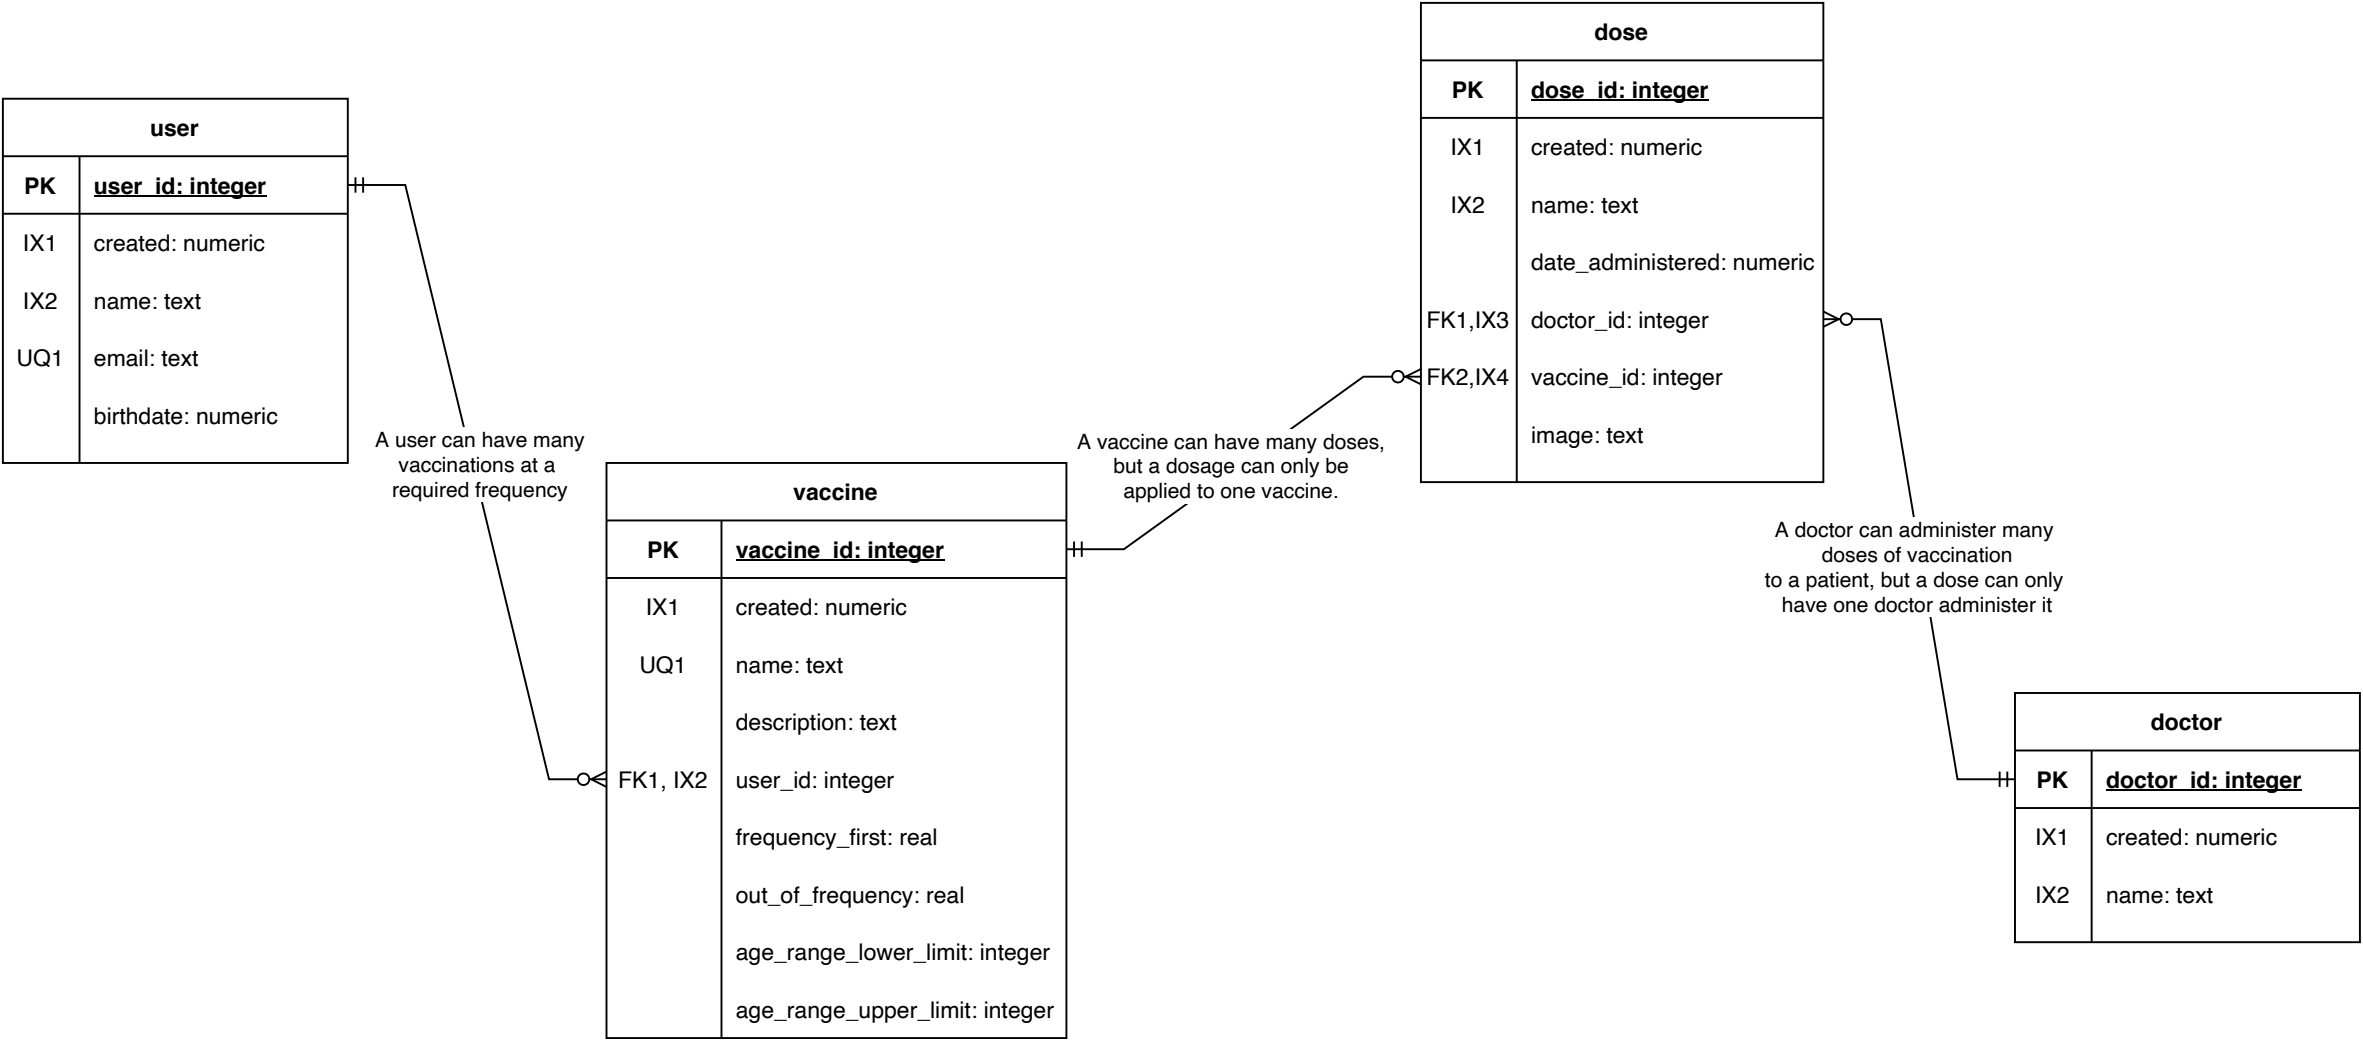 user
PK user_id: integer
IX1 created: numeric
IX2 name: text
UQ1 email: text
birthdate: numeric
A user can have many
vaccinations at a
required frequency
vaccine
PK vaccine_id: integer
IX1 created: numeric
UQ1 name: text
description: text
FK1, IX2 user_id: integer
frequency_first: real
out_of_frequency: real
age_range_lower_limit: integer
age_range_upper_limit: integer
A vaccine can have many doses,
but a dosage can only be
applied to one vaccine.
dose
PK dose_id: integer
IX1 created: numeric
IX2 name: text
date_administered: numeric
FK1,IX3 doctor_id: integer
FK2,IX4 vaccine_id: integer
image: text
A doctor can administer many
doses of vaccination
to a patient, but a dose can only
have one doctor administer it
doctor
PK doctor_id: integer
IX1 created: numeric
IX2 name: text